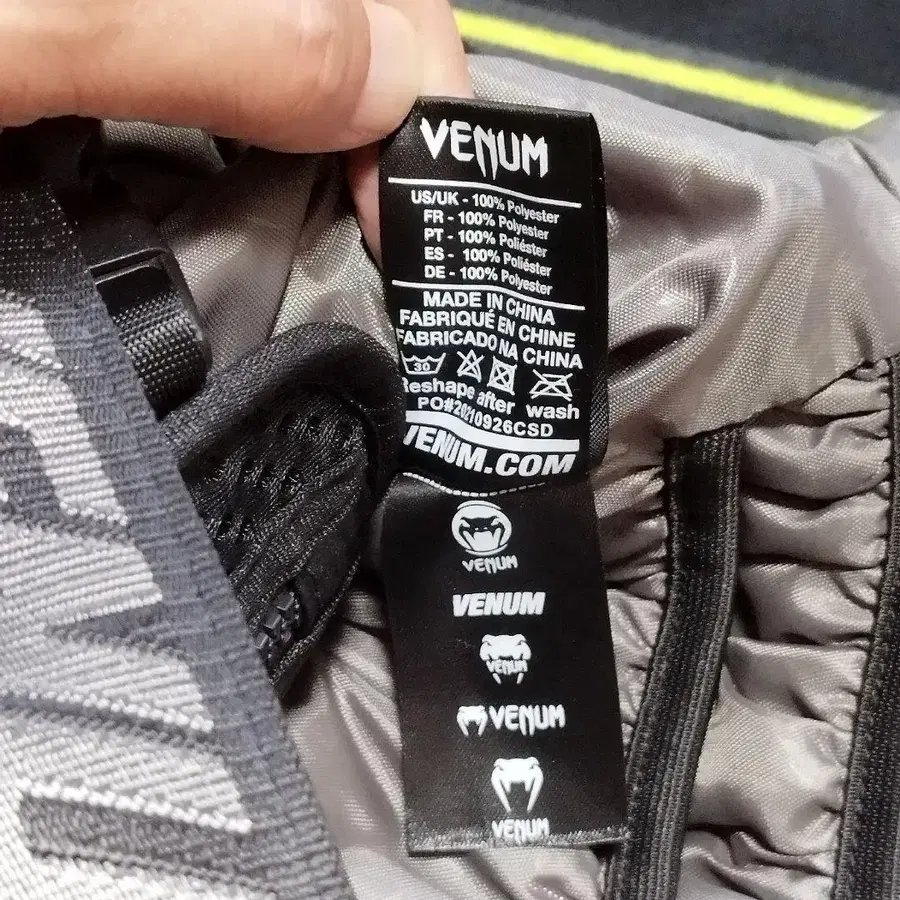 VENUM
US/UK - 100% Polyester
FR - 100% Polyester
PT - 100% Poliéster
ES - 100% Poliéster
DE - 100% Polyester
MADE IN CHINA
FABRIQUÉ EN CHINE
FABRICADO NA CHINA
30
Reshape after wash
PO#20210926CSD
VENUM.COM
VENUM
VENUM
VENUM
VENUM
VENUM